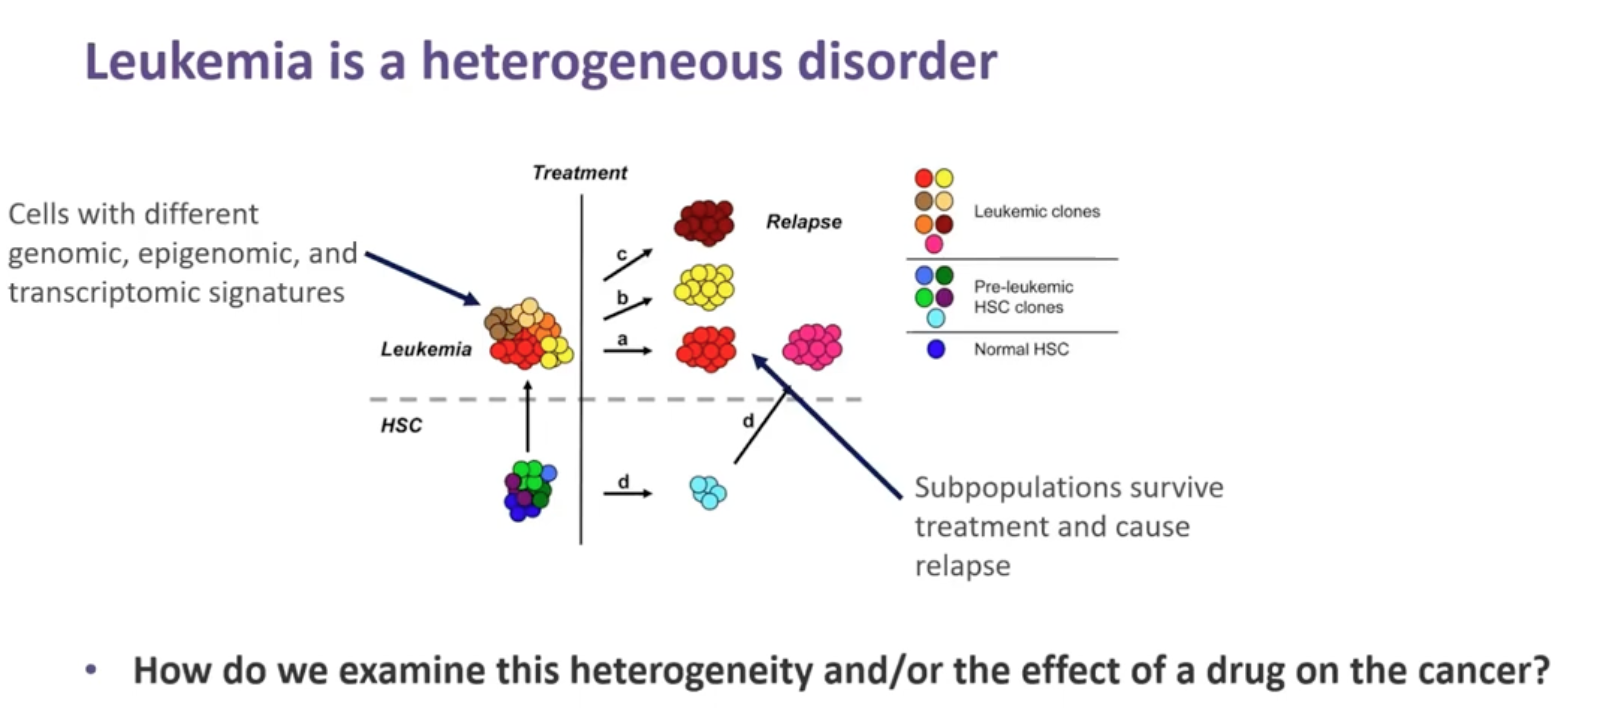 Leukemia is a heterogeneous disorder
Treatment
Cells with different
genomic, epigenomic, and
transcriptomic signatures
Relapse
c
b
a
Leukemia
HSC
d
d
Leukemic clones
Pre-leukemic
HSC clones
Normal HSC
Subpopulations survive
treatment and cause
relapse
• How do we examine this heterogeneity and/or the effect of a drug on the cancer?